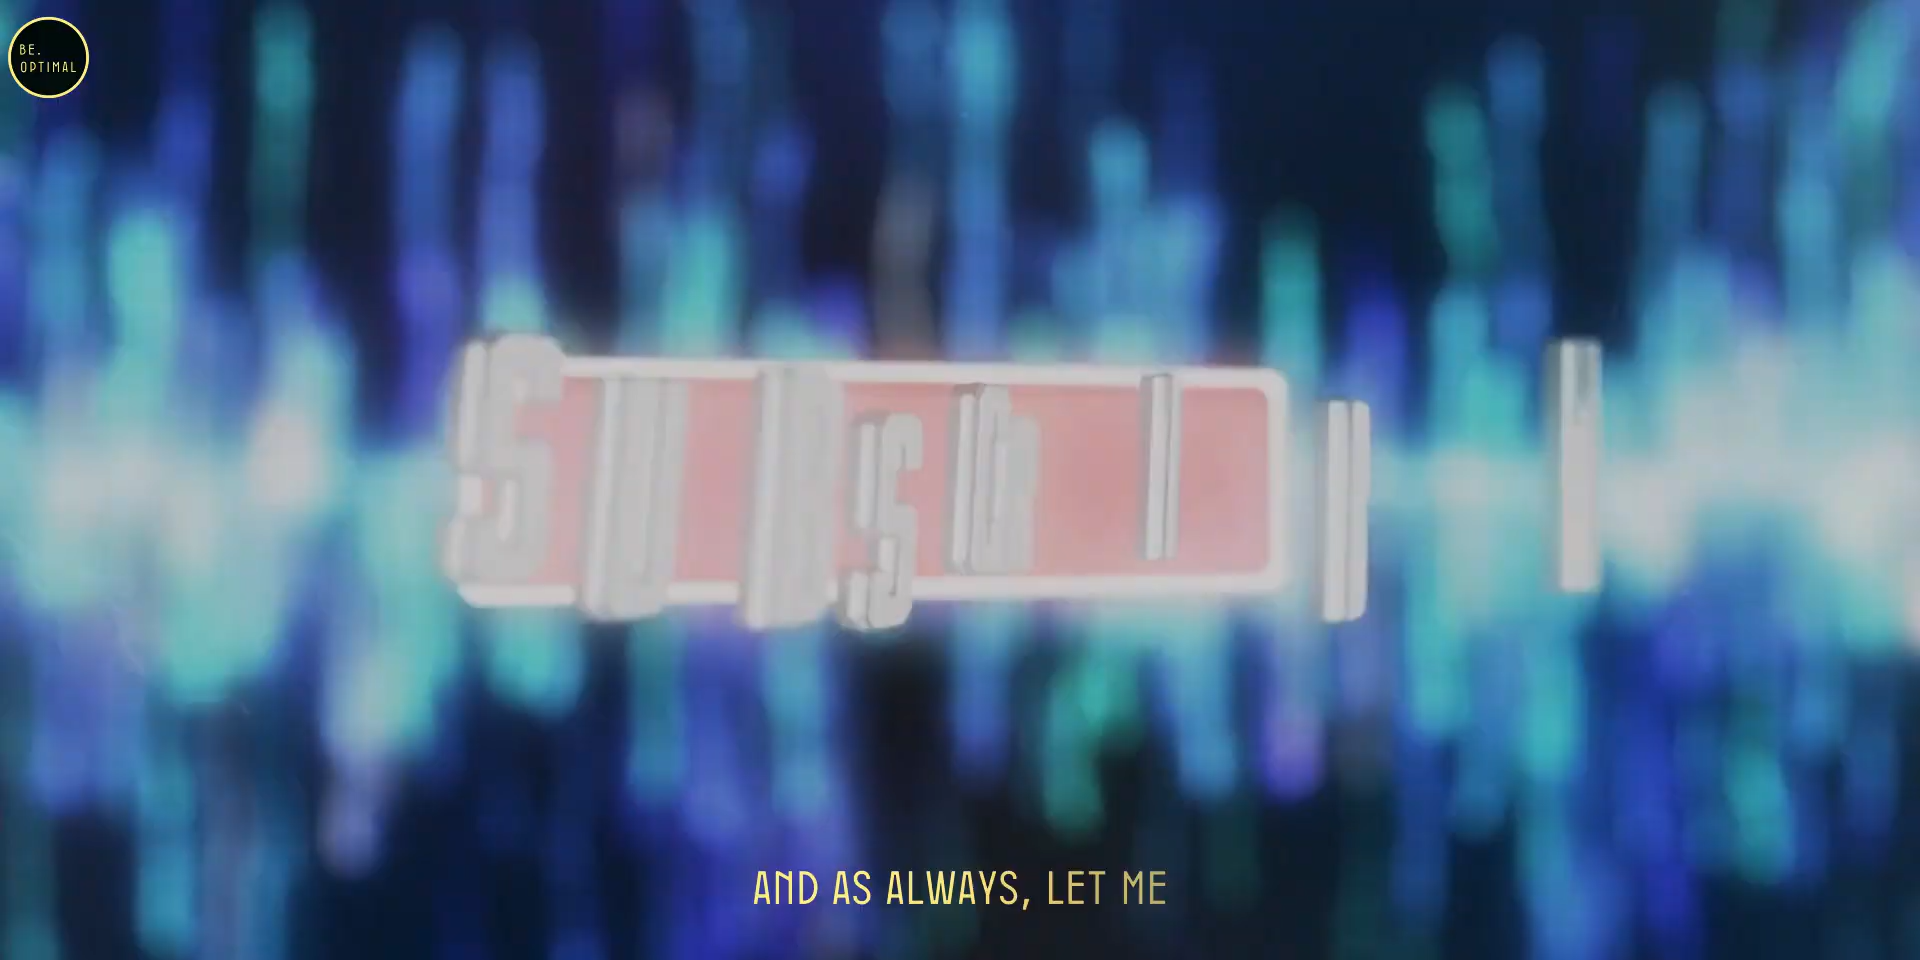 BE.
OPTIMAL
AND AS ALWAYS, LET ME